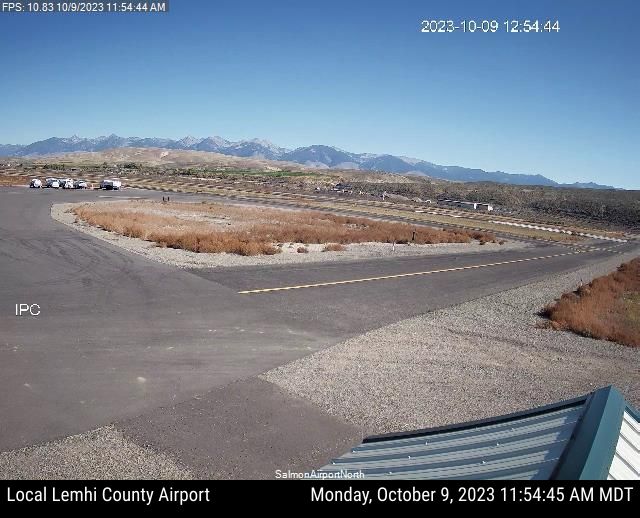 FPS: 10.83 10/9/2023 11:54:44 AM
2023-10-09 12:54:44
IPC
SalmonAirportNorth
Local Lemhi County Airport
Monday, October 9, 2023 11:54:45 AM MDT